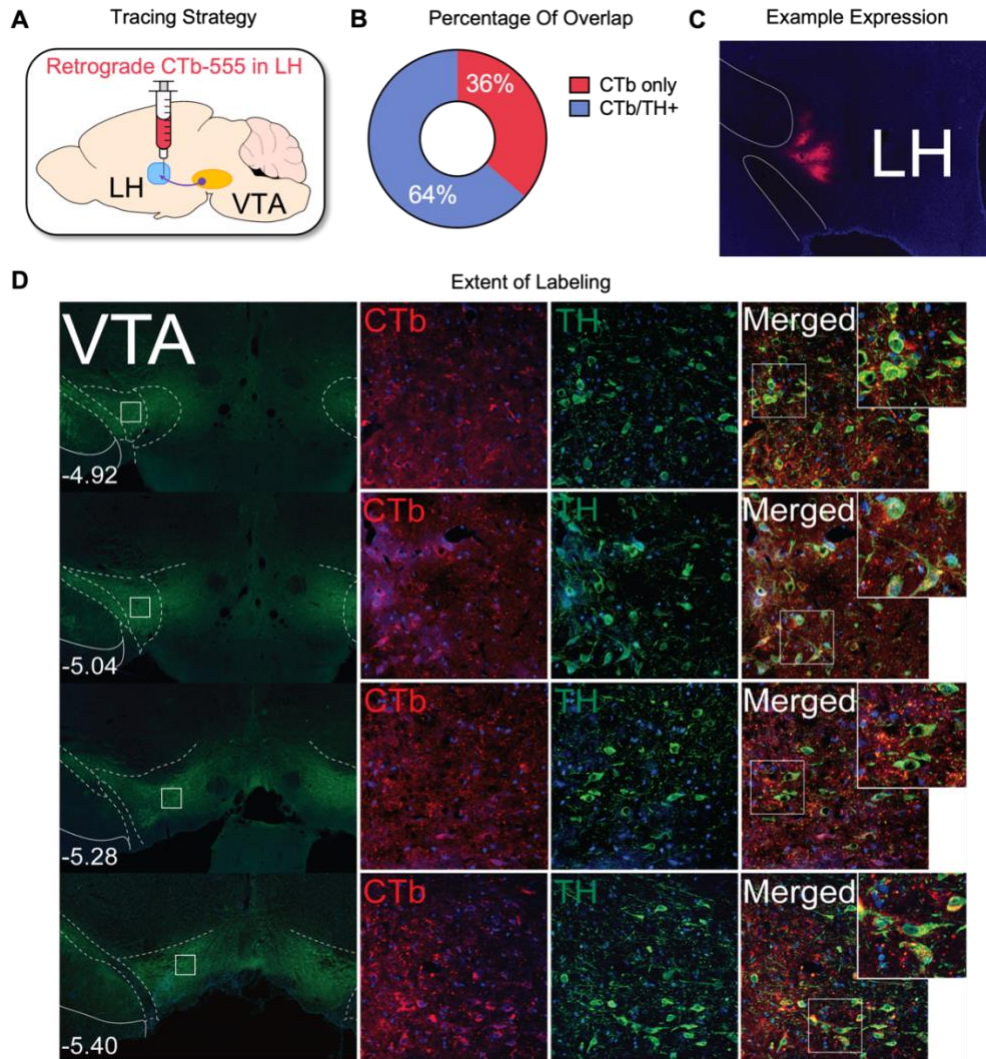 A
Tracing Strategy
Retrograde CTb-555 in LH
LH
VTA
B
Percentage Of Overlap
36%
64%
CTb only
CTb/TH+
C
Example Expression
LH
D
Extent of Labeling
VTA
CTb
TH
Merged
-4.92
CTb
TH
Merged
-5.04
CTb
TH
Merged
-5.28
CTb
TH
Merged
-5.40